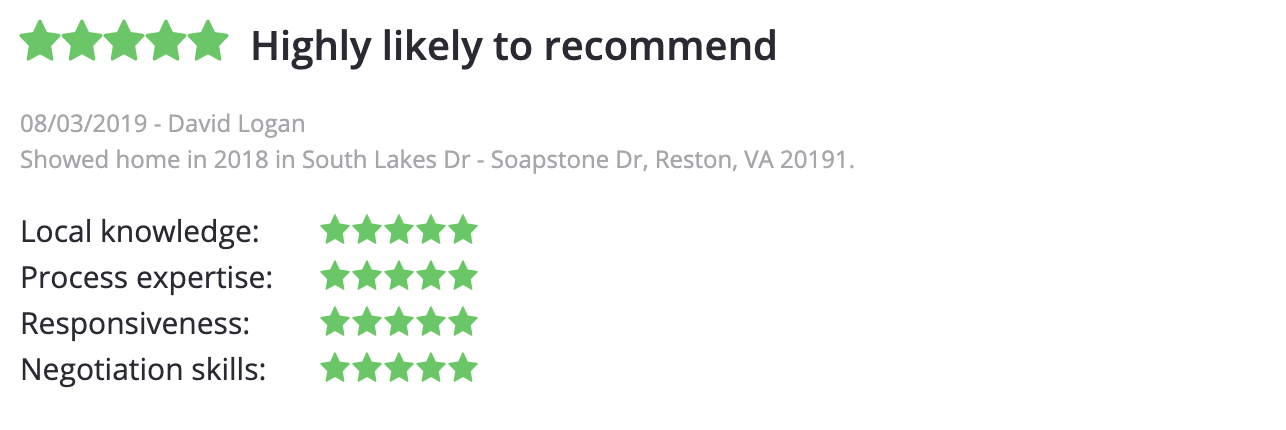 Highly likely to recommend
08/03/2019 - David Logan
Showed home in 2018 in South Lakes Dr - Soapstone Dr, Reston, VA 20191.
Local knowledge:
Process expertise:
Responsiveness:
Negotiation skills: